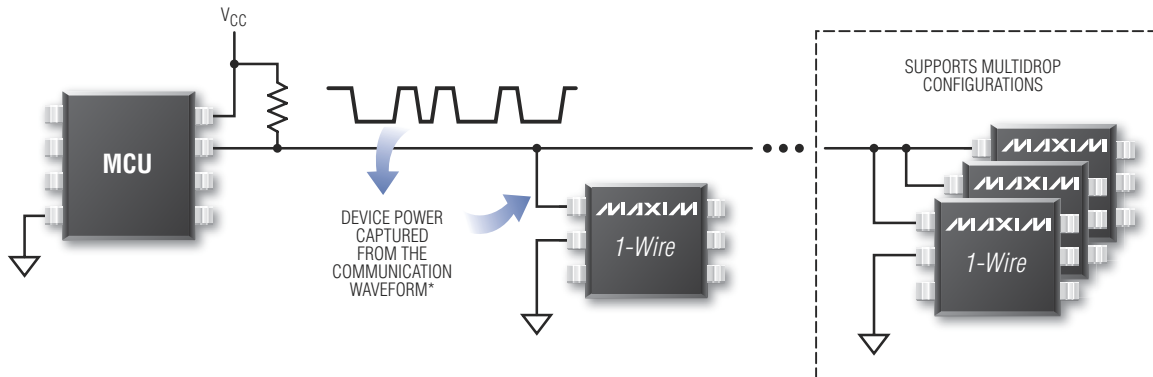 VCC
MCU
DEVICE POWER
CAPTURED
FROM THE
COMMUNICATION
WAVEFORM*
MAXIM
1-Wire
SUPPORTS MULTIDROP
CONFIGURATIONS
MAXIM
MAXIM
MAXIM
1-Wire